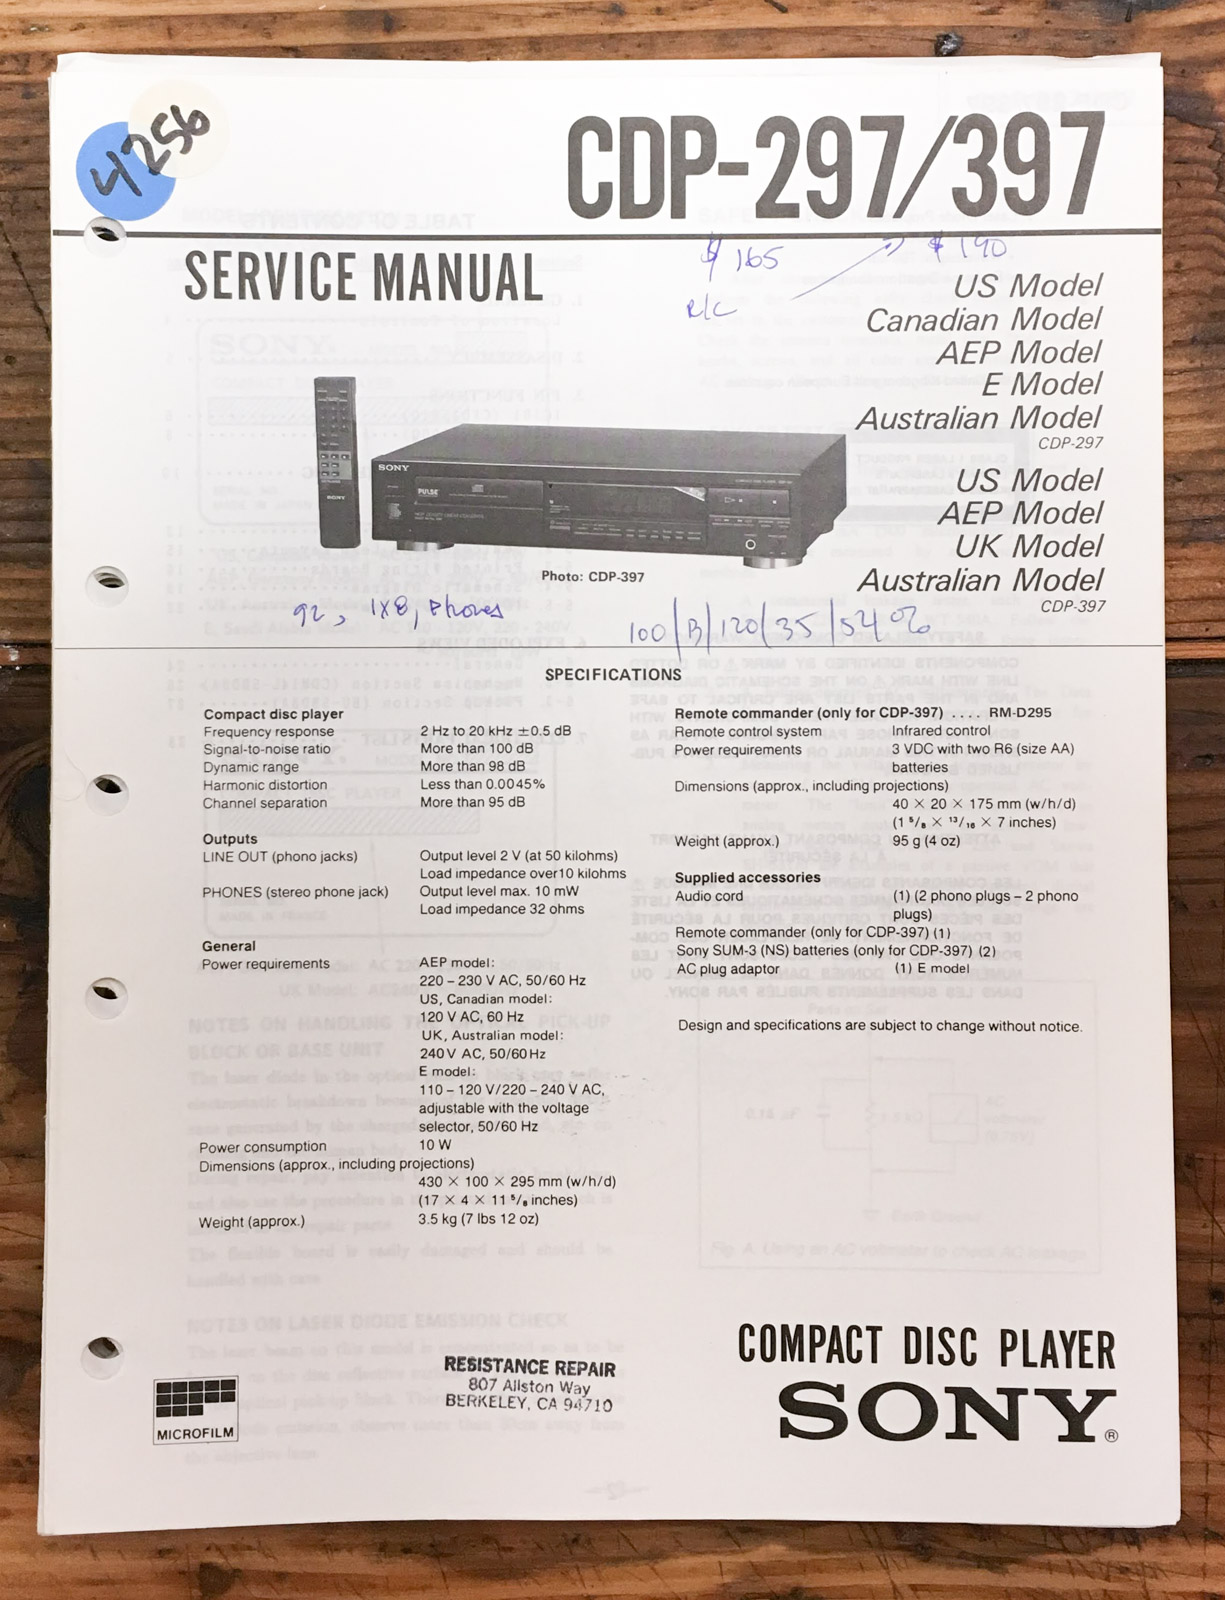 4256
CDP-297/397
SERVICE MANUAL
$165
$190
R/C
US Model
Canadian Model
AEP Model
E Model
Australian Model
CDP-297
US Model
AEP Model
UK Model
Australian Model
CDP-397
SONY
PULSE
SONY
Photo: CDP-397
92, 1X8, Phones
100/B/120/35/54%
SPECIFICATIONS
Compact disc player
Frequency response 2 Hz to 20 kHz ±0.5 dB
Signal-to-noise ratio More than 100 dB
Dynamic range More than 98 dB
Harmonic distortion Less than 0.0045%
Channel separation More than 95 dB
Outputs
LINE OUT (phono jacks) Output level 2 V (at 50 kilohms)
Load impedance over 10 kilohms
PHONES (stereo phone jack) Output level max. 10 mW
Load impedance 32 ohms
General
Power requirements AEP model:
220 – 230 V AC, 50/60 Hz
US, Canadian model:
120 V AC, 60 Hz
UK, Australian model:
240 V AC, 50/60 Hz
E model:
110 – 120 V/220 – 240 V AC,
adjustable with the voltage
selector, 50/60 Hz
Power consumption 10 W
Dimensions (approx., including projections)
430 × 100 × 295 mm (w/h/d)
(17 × 4 × 11 5/8 inches)
Weight (approx.) 3.5 kg (7 lbs 12 oz)
Remote commander (only for CDP-397) .... RM-D295
Remote control system Infrared control
Power requirements 3 VDC with two R6 (size AA)
batteries
Dimensions (approx., including projections)
40 × 20 × 175 mm (w/h/d)
(1 5/8 × 13/16 × 7 inches)
Weight (approx.) 95 g (4 oz)
Supplied accessories
Audio cord (1) (2 phono plugs – 2 phono
plugs)
Remote commander (only for CDP-397) (1)
Sony SUM-3 (NS) batteries (only for CDP-397) (2)
AC plug adaptor (1) E model
Design and specifications are subject to change without notice.
MICROFILM
RESISTANCE REPAIR
807 Allston Way
BERKELEY, CA 94710
COMPACT DISC PLAYER
SONY®